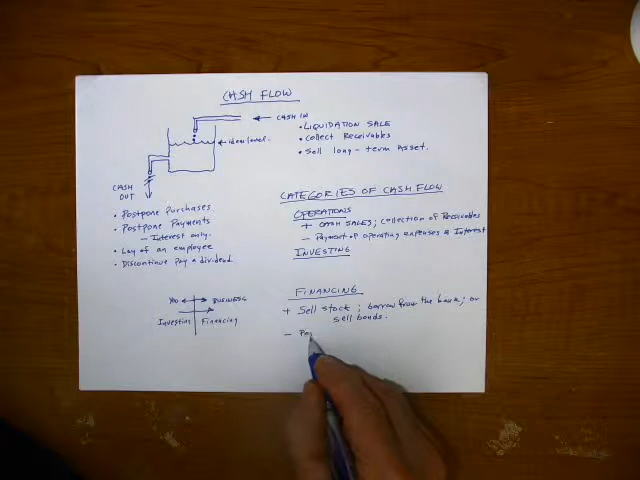 CASH FLOW
← CASH IN
• LIQUIDATION SALE
• Collect Receivables
• Sell long-term Asset.
← ideal level.
CASH
OUT
• Postpone Purchases
• Postpone Payments
— Interest only.
• Lay of an employee
• Discontinue pay a dividend
CATEGORIES OF CASH FLOW
OPERATIONS
+ CASH SALES; collection of Receivables
— Payment of operating expenses & Interest
INVESTING
YOU ↔ BUSINESS
Investing | Financing
FINANCING
+ Sell stock; borrow from the bank; or
sell bonds.
— Pa